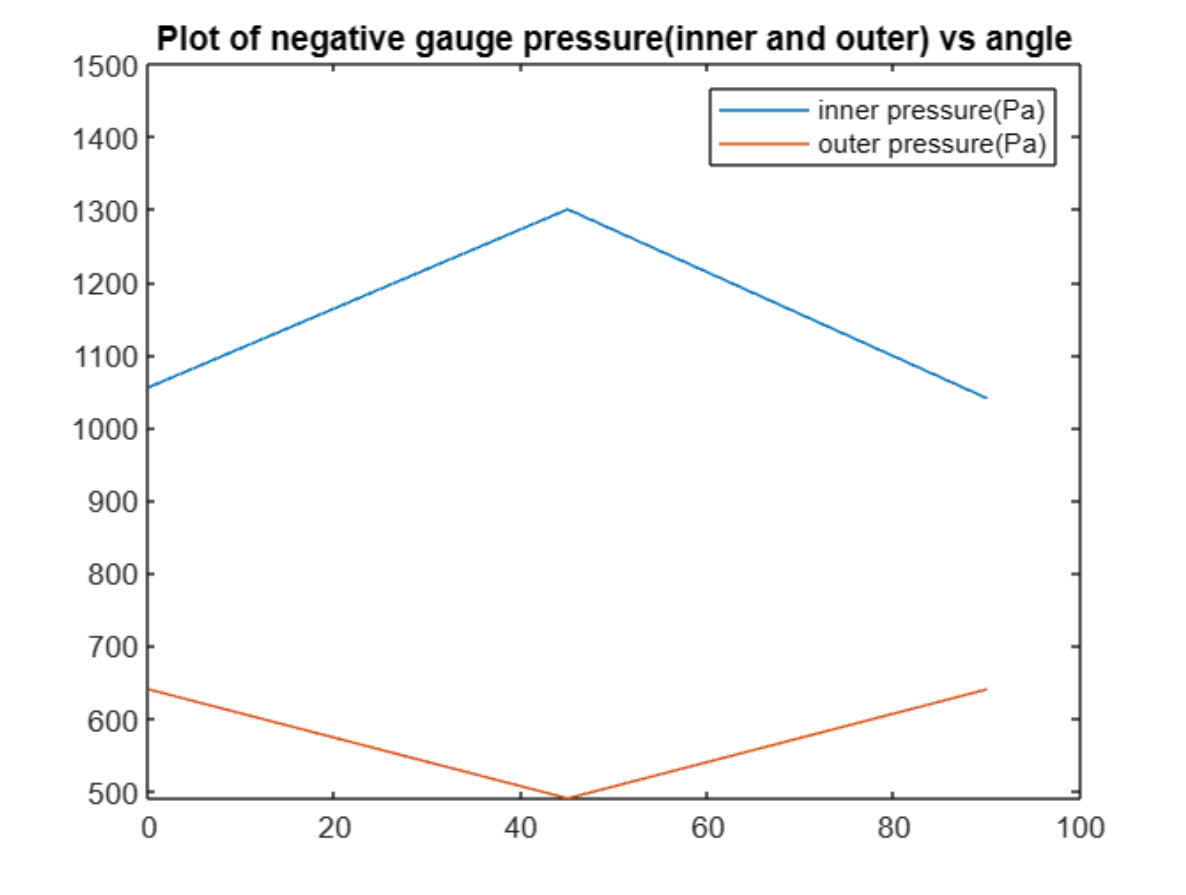 Plot of negative gauge pressure(inner and outer) vs angle
1500
inner pressure(Pa)
outer pressure(Pa)
1400
1300
1200
1100
1000
900
800
700
600
500
0 20 40 60 80 100